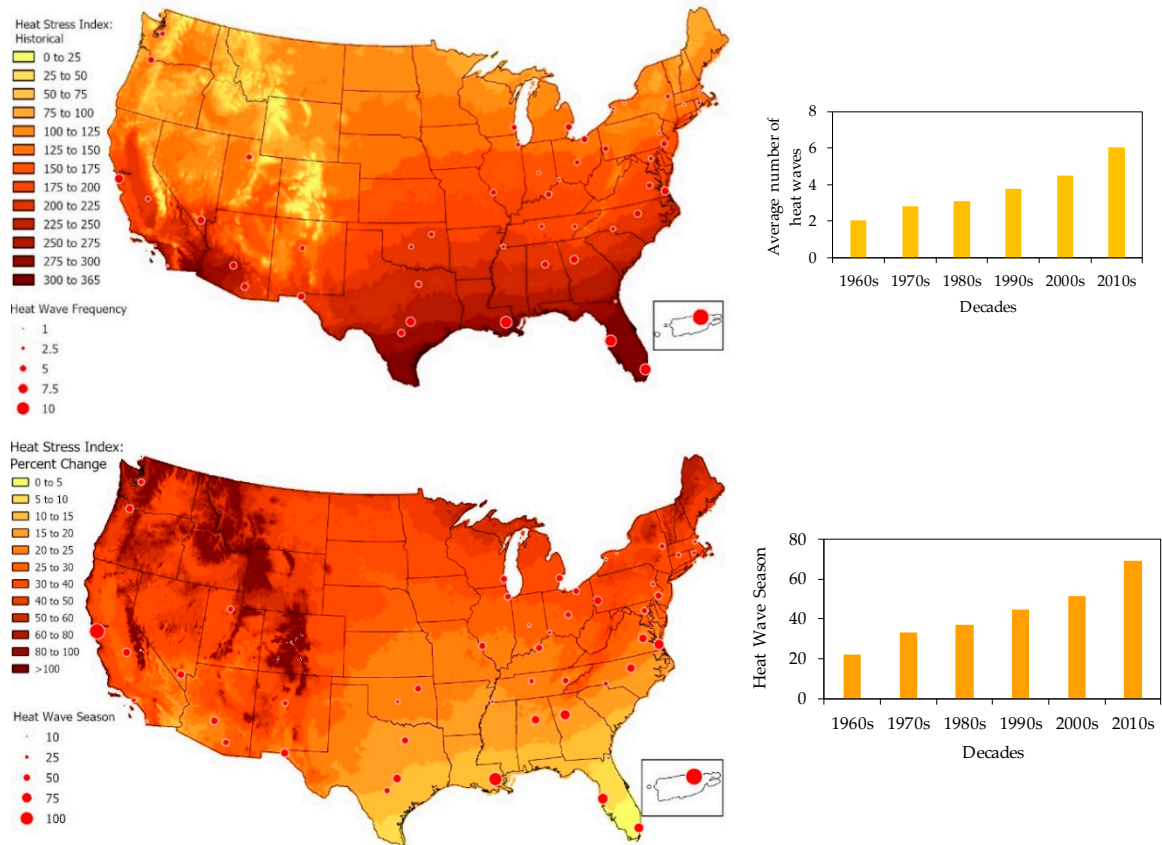 Heat Stress Index:
Historical
0 to 25
25 to 50
50 to 75
75 to 100
100 to 125
125 to 150
150 to 175
175 to 200
200 to 225
225 to 250
250 to 275
275 to 300
300 to 365
Heat Wave Frequency
1
2.5
5
7.5
10
Average number of
heat waves
8
6
4
2
0
1960s 1970s 1980s 1990s 2000s 2010s
Decades
Heat Stress Index:
Percent Change
0 to 5
5 to 10
10 to 15
15 to 20
20 to 25
25 to 30
30 to 40
40 to 50
50 to 60
60 to 80
80 to 100
>100
Heat Wave Season
10
25
50
75
100
Heat Wave Season
80
60
40
20
0
1960s 1970s 1980s 1990s 2000s 2010s
Decades